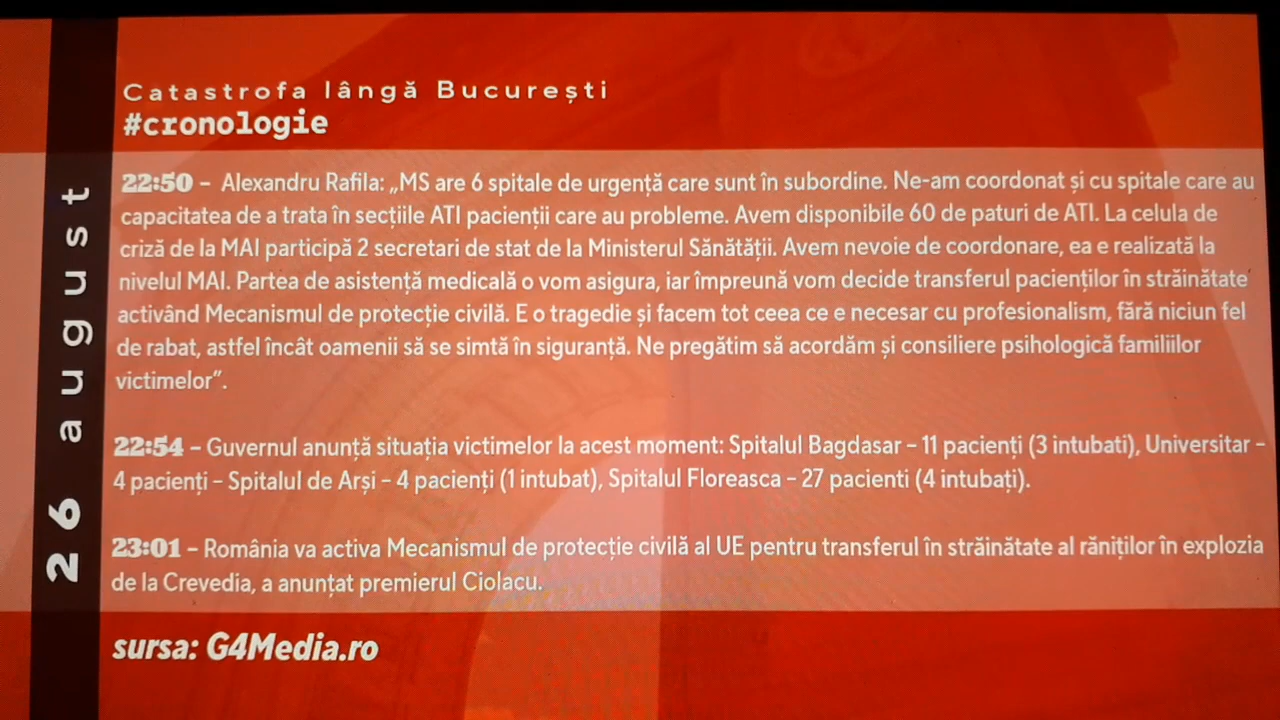 Catastrofa lângă București
#cronologie
26 august
22:50 – Alexandru Rafila: „MS are 6 spitale de urgență care sunt în subordine. Ne-am coordonat și cu spitale care au
capacitatea de a trata în secțiile ATI pacienții care au probleme. Avem disponibile 60 de paturi de ATI. La celula de
criză de la MAI participă 2 secretari de stat de la Ministerul Sănătății. Avem nevoie de coordonare, ea e realizată la
nivelul MAI. Partea de asistență medicală o vom asigura, iar împreună vom decide transferul pacienților în străinătate
activând Mecanismul de protecție civilă. E o tragedie și facem tot ceea ce e necesar cu profesionalism, fără niciun fel
de rabat, astfel încât oamenii să se simtă în siguranță. Ne pregătim să acordăm și consiliere psihologică familiilor
victimelor”.
22:54 – Guvernul anunță situația victimelor la acest moment: Spitalul Bagdasar – 11 pacienți (3 intubati), Universitar –
4 pacienți – Spitalul de Arși – 4 pacienți (1 intubat), Spitalul Floreasca – 27 pacienti (4 intubați).
23:01 – România va activa Mecanismul de protecție civilă al UE pentru transferul în străinătate al răniților în explozia
de la Crevedia, a anunțat premierul Ciolacu.
sursa: G4Media.ro